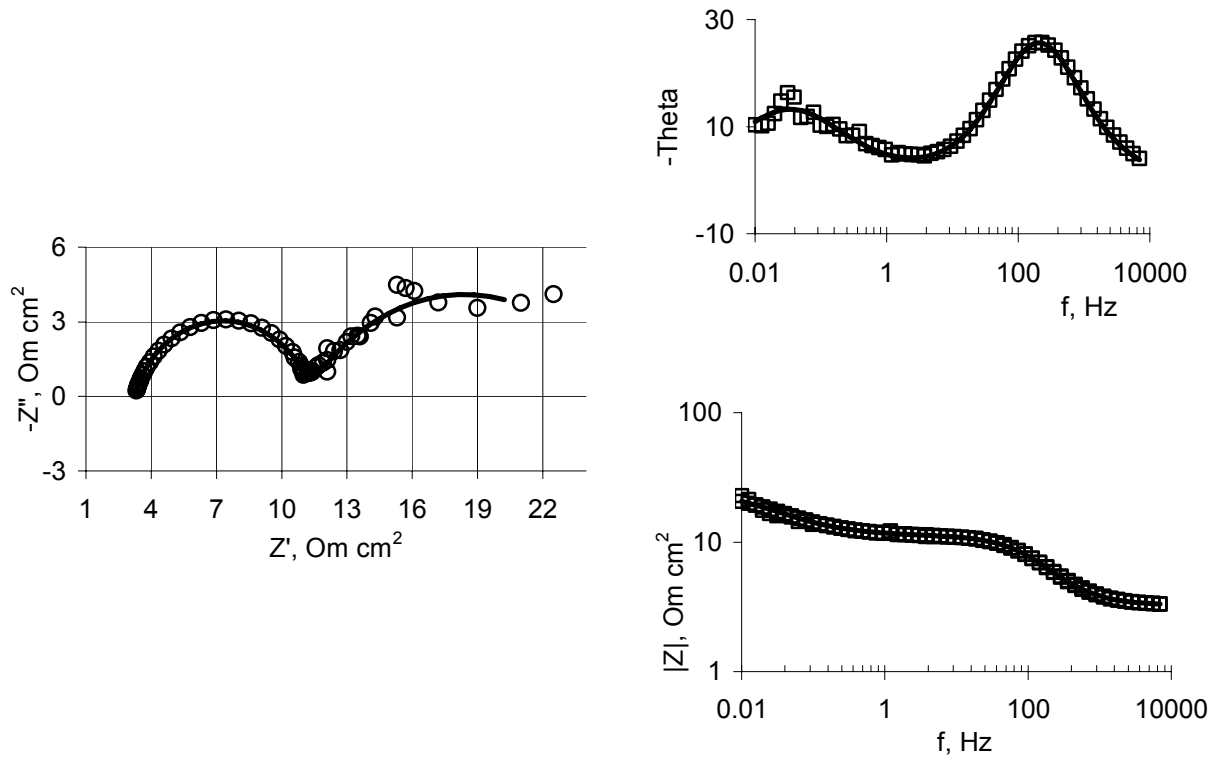 6
3
0
-3
1 4 7 10 13 16 19 22
-Z", Om cm²
Z', Om cm²
30
10
-10
0.01 1 100 10000
-Theta
f, Hz
100
10
1
0.01 1 100 10000
|Z|, Om cm²
f, Hz